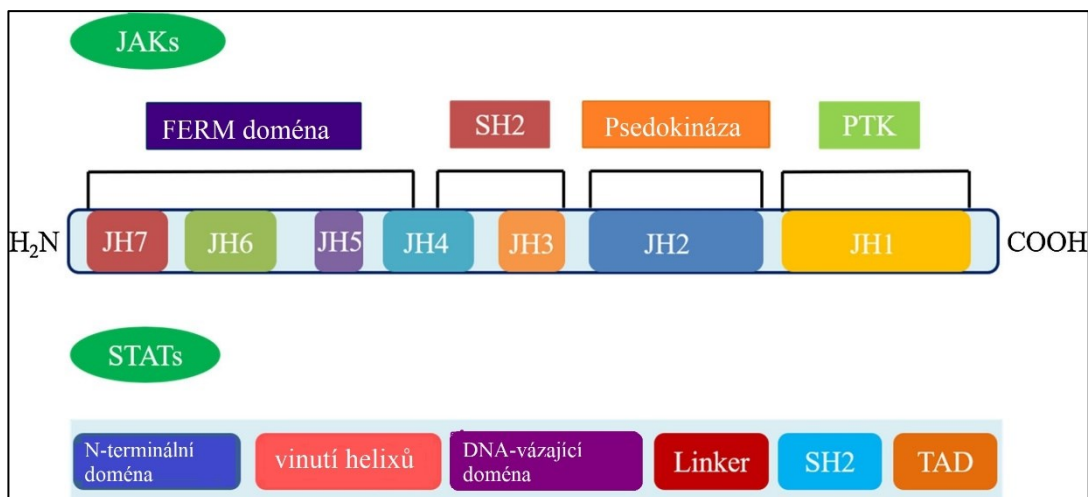 JAKs
FERM doména
SH2
Psedokináza
PTK
H₂N
JH7
JH6
JH5
JH4
JH3
JH2
JH1
COOH
STATs
N-terminální
doména
vinutí helixů
DNA-vázající
doména
Linker
SH2
TAD